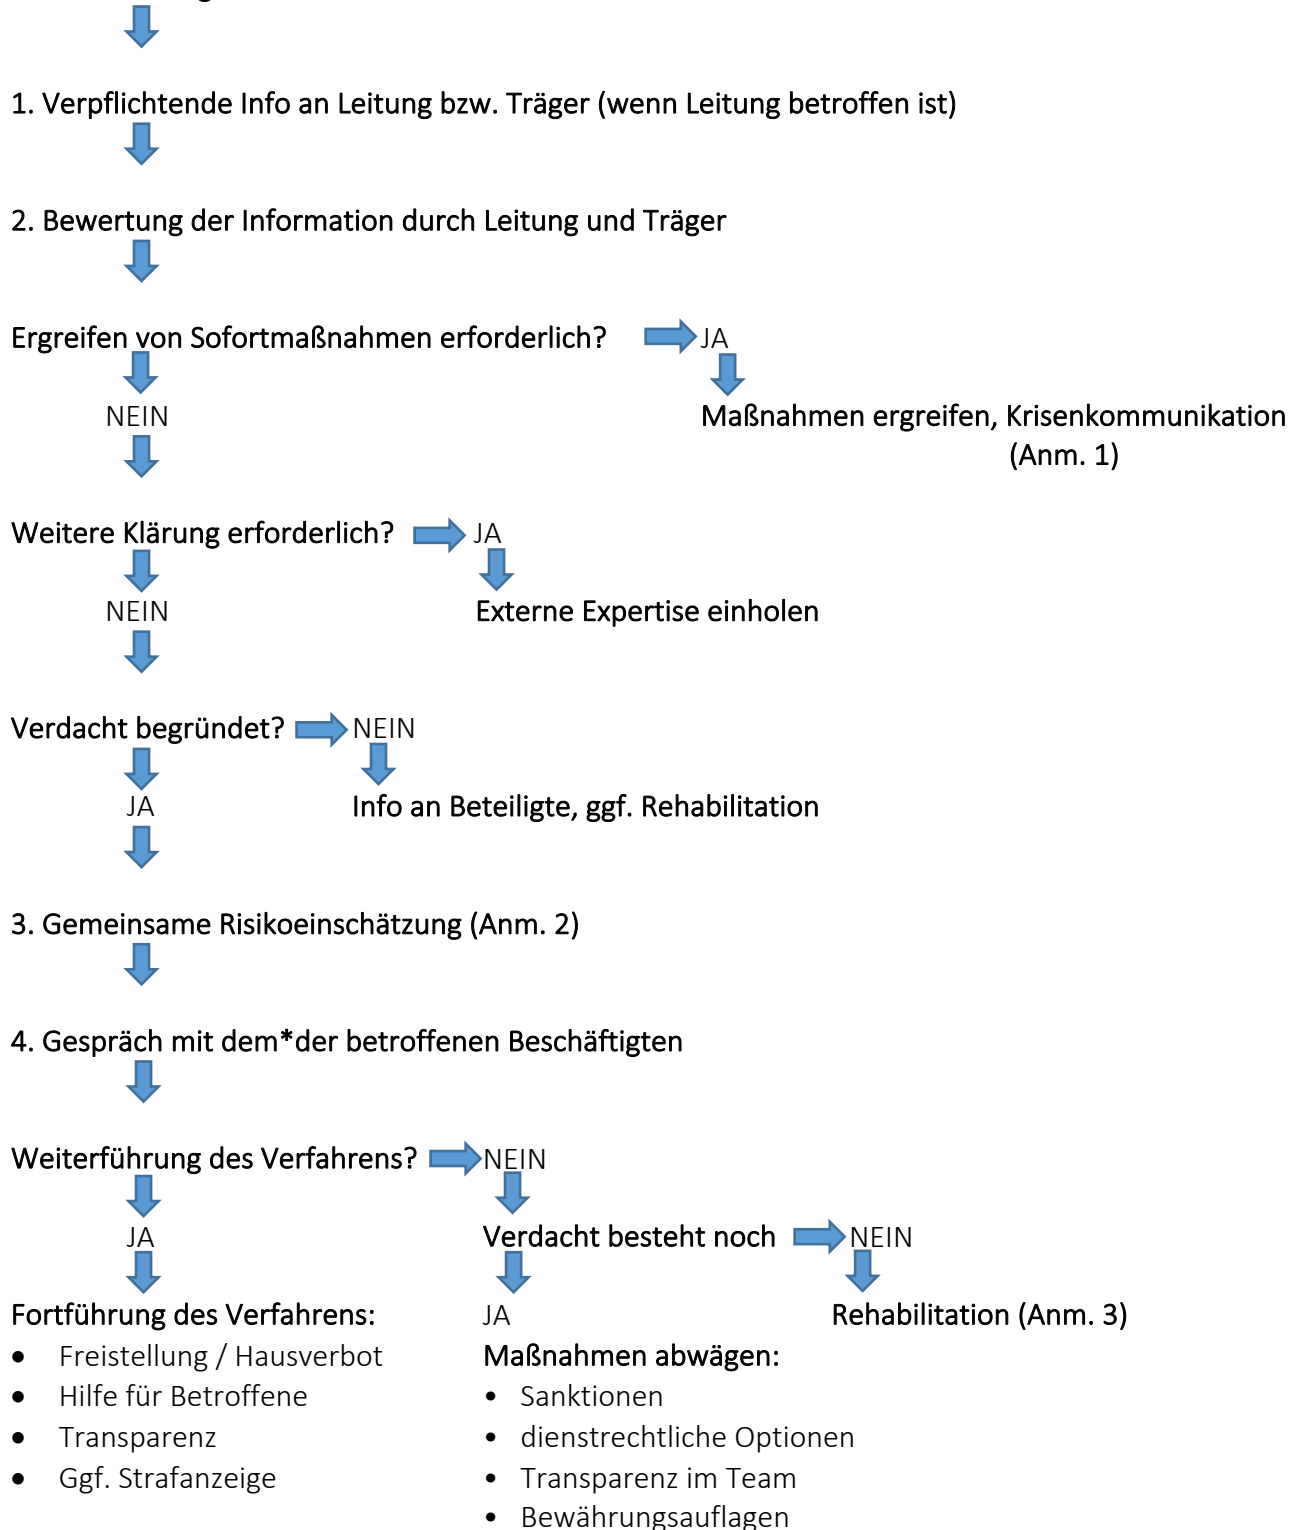 1. Verpflichtende Info an Leitung bzw. Träger (wenn Leitung betroffen ist)
2. Bewertung der Information durch Leitung und Träger
Ergreifen von Sofortmaßnahmen erforderlich? JA
NEIN Maßnahmen ergreifen, Krisenkommunikation
(Anm. 1)
Weitere Klärung erforderlich? JA
NEIN Externe Expertise einholen
Verdacht begründet? NEIN
JA Info an Beteiligte, ggf. Rehabilitation
3. Gemeinsame Risikoeinschätzung (Anm. 2)
4. Gespräch mit dem*der betroffenen Beschäftigten
Weiterführung des Verfahrens? NEIN
JA Verdacht besteht noch NEIN
Fortführung des Verfahrens: JA Rehabilitation (Anm. 3)
• Freistellung / Hausverbot Maßnahmen abwägen:
• Hilfe für Betroffene • Sanktionen
• Transparenz • dienstrechtliche Optionen
• Ggf. Strafanzeige • Transparenz im Team
• Bewährungsauflagen